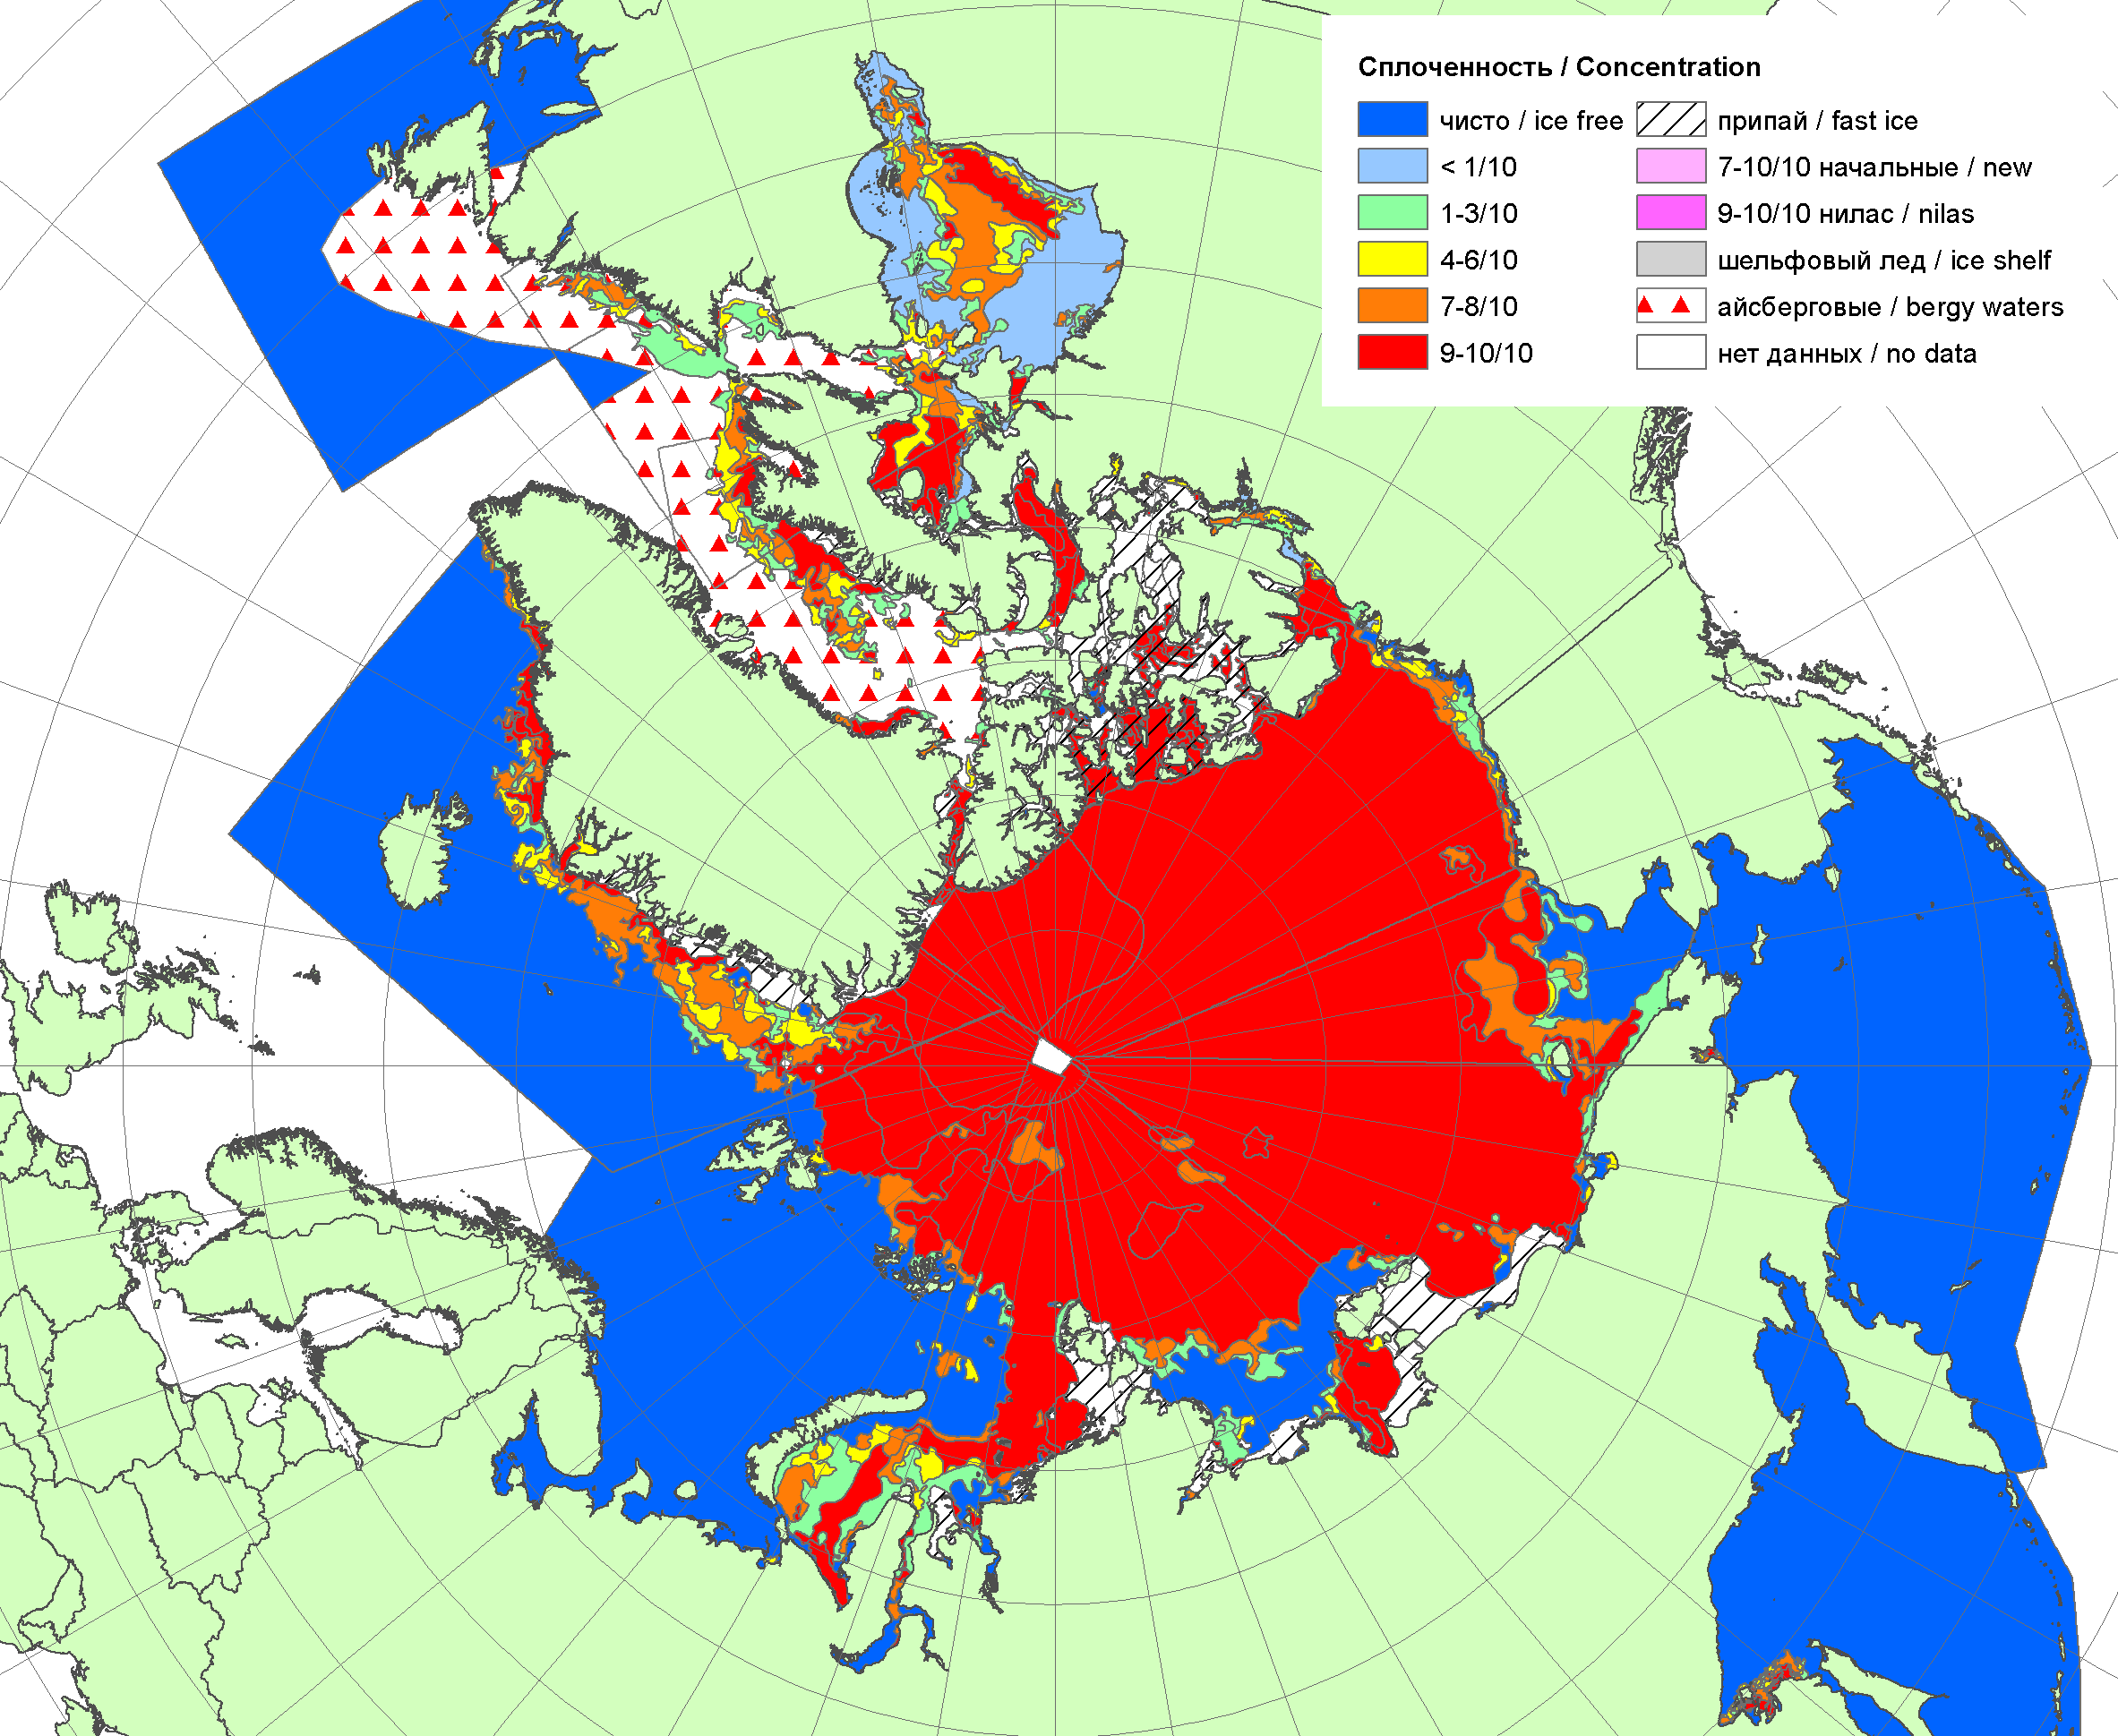 Сплоченность / Concentration
чисто / ice free
< 1/10
1-3/10
4-6/10
7-8/10
9-10/10
припай / fast ice
7-10/10 начальные / new
9-10/10 нилас / nilas
шельфовый лед / ice shelf
айсберговые / bergy waters
нет данных / no data